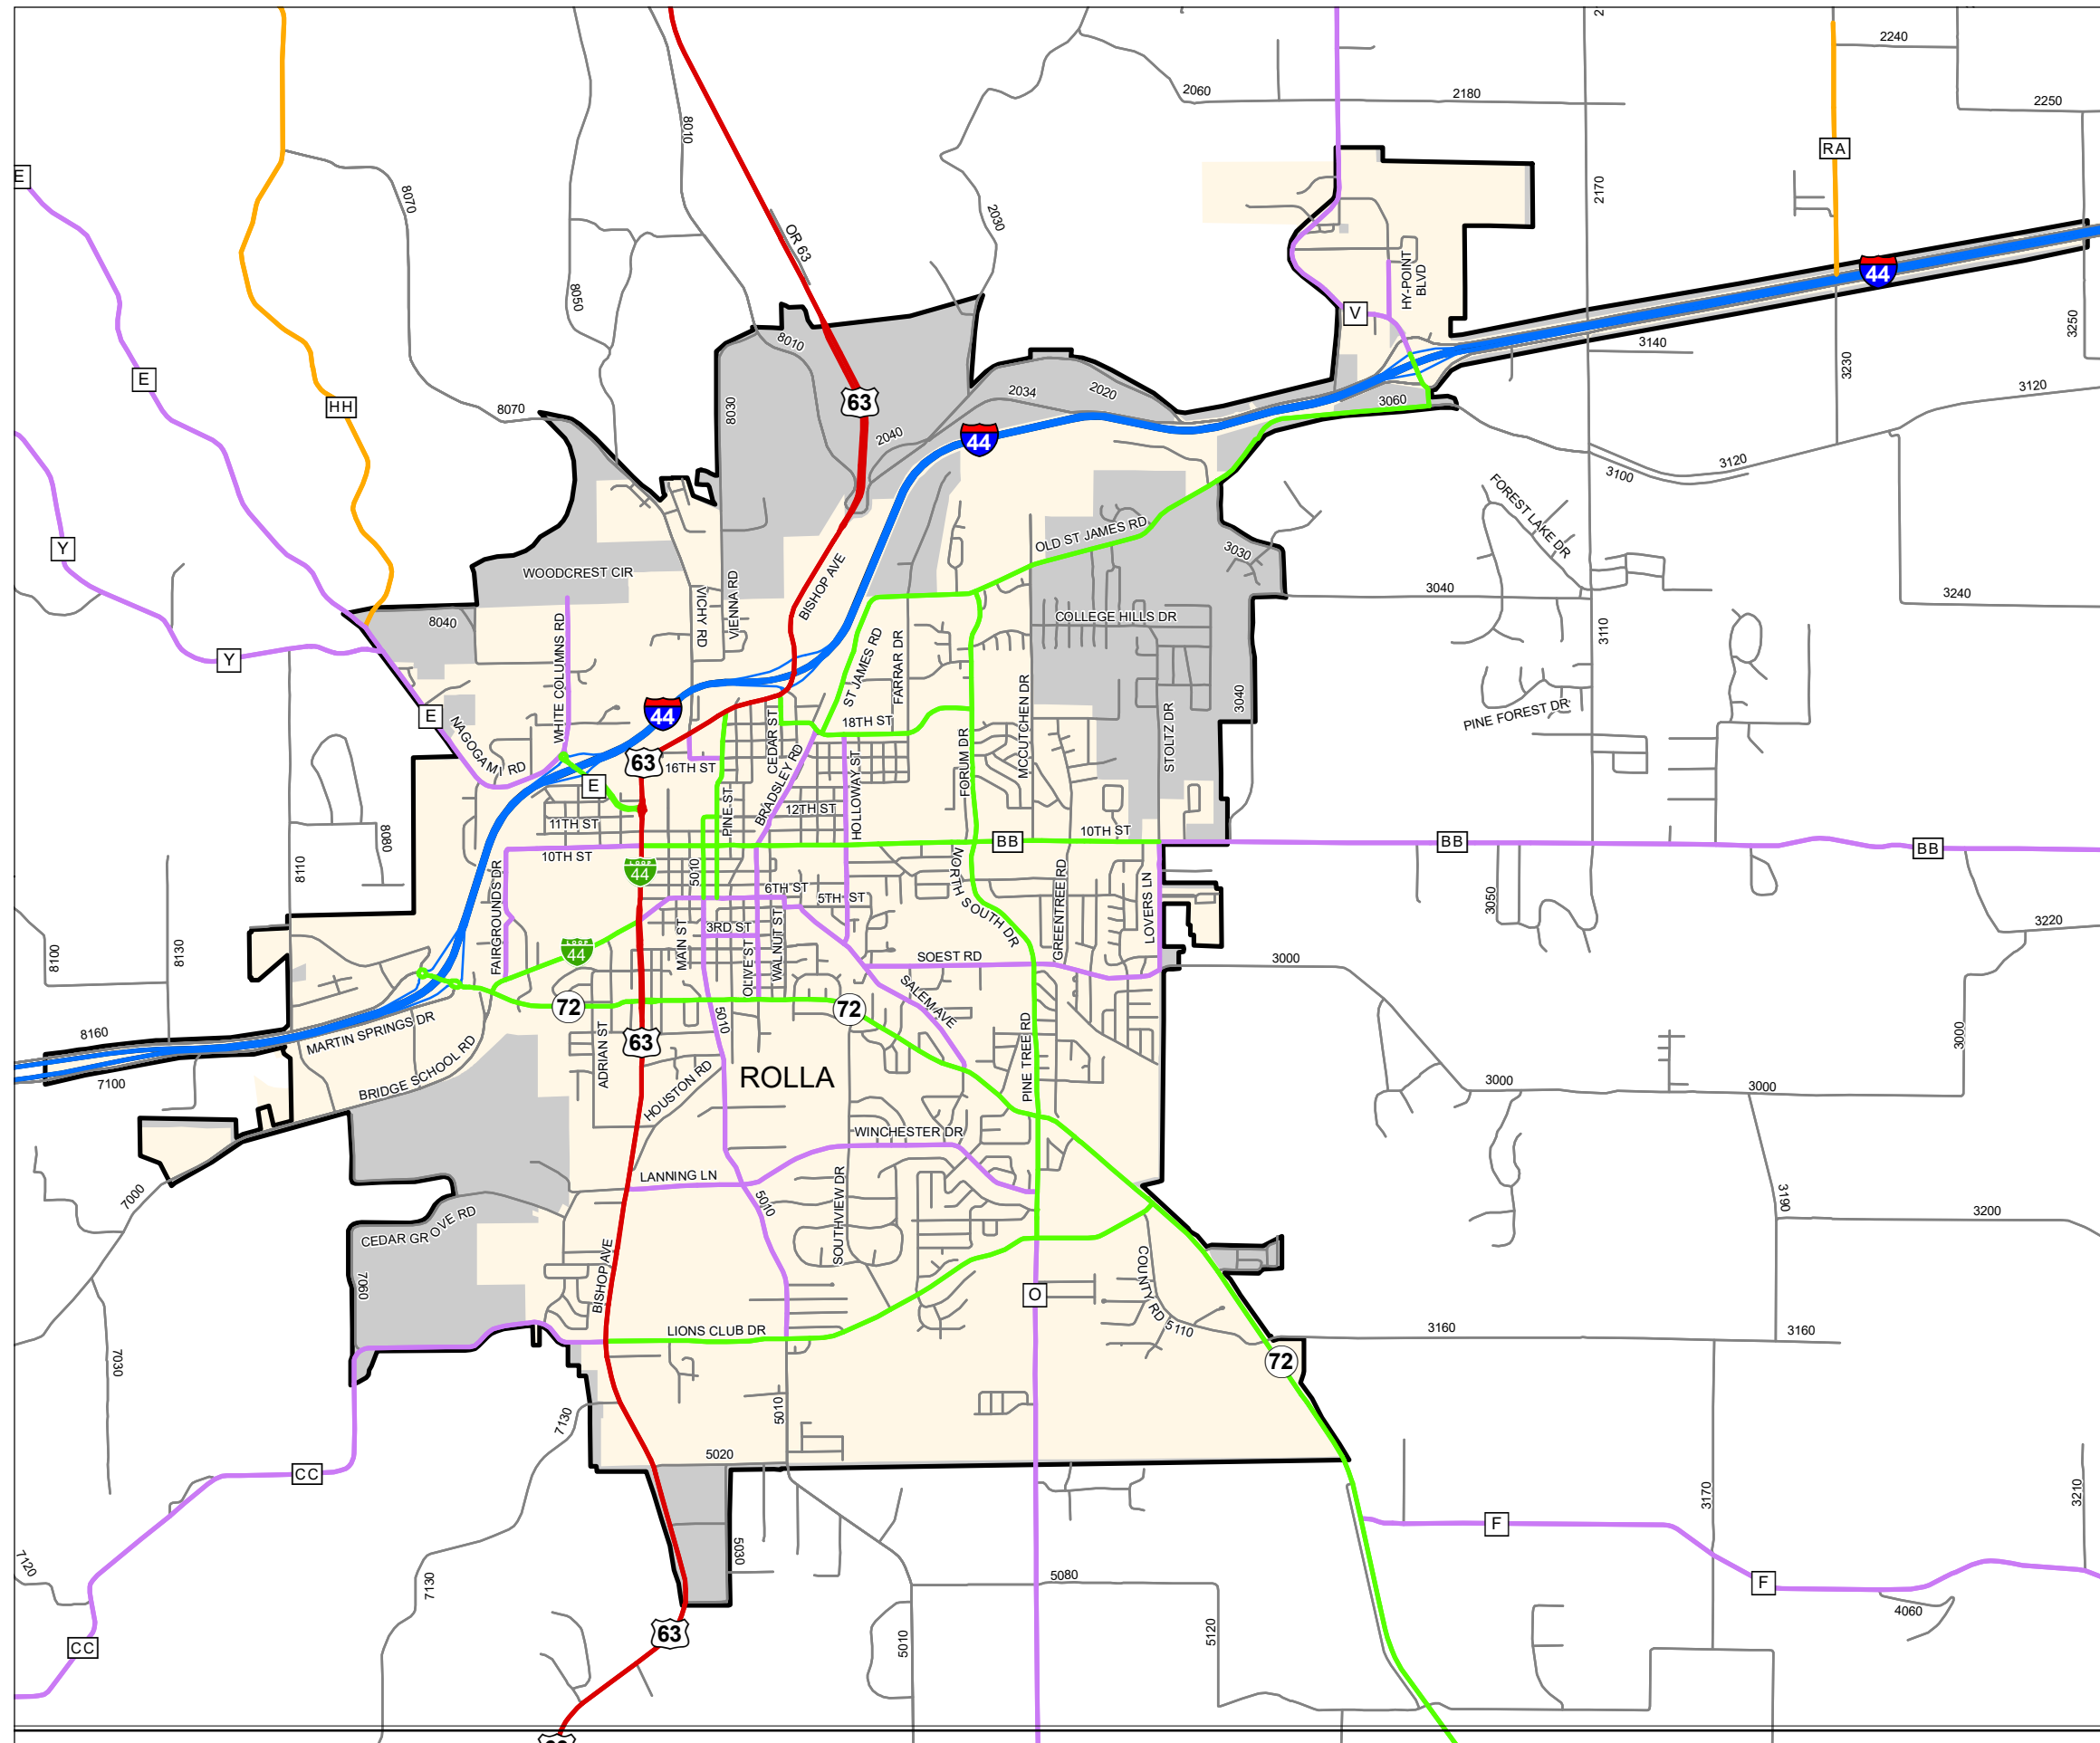 2240
2060
2180
2250
8010
RA
E
2170
8070
2030
OR 63
HY-POINT
BLVD
44
8050
V
3250
8010
3140
3230
E
2034
2020
3120
HH
8070
8030
63
3060
2040
44
3120
3100
FOREST LAKE DR
Y
OLD ST JAMES RD
3030
WOODCREST CIR
BISHOP AVE
3040
3240
VICHY RD
VIENNA RD
8040
COLLEGE HILLS DR
3110
WHITE COLUMNS RD
Y
ST JAMES RD
FARRAR DR
3040
E
44
MCCUTCHEN DR
PINE FOREST DR
NAGOGAMI RD
CEDAR ST
18TH ST
STOLTZ DR
63
16TH ST
BRADSLEY RD
HOLLOWAY ST
FORUM DR
E
PINE ST
12TH ST
11TH ST
8080
10TH ST
BB
BB
BB
10TH ST
8110
44
5010
NORTH SOUTH DR
6TH ST
5TH ST
GREENTREE RD
LOVERS LN
3050
FAIRGROUNDS DR
3RD ST
3220
8100
8130
44
MAIN ST
OLIVE ST
WALNUT ST
SOEST RD
3000
SALEM AVE
72
72
8160
MARTIN SPRINGS DR
5010
63
3000
7100
BRIDGE SCHOOL RD
ADRIAN ST
HOUSTON RD
ROLLA
PINE TREE RD
3000
3000
WINCHESTER DR
LANNING LN
7000
5010
SOUTHVIEW DR
3190
3200
CEDAR GROVE RD
7060
BISHOP AVE
COUNTY RD 5110
O
LIONS CLUB DR
3160
3160
7030
72
5010
7130
5020
CC
3170
3210
F
7120
5030
7130
5080
F
4060
5120
CC
63
5010